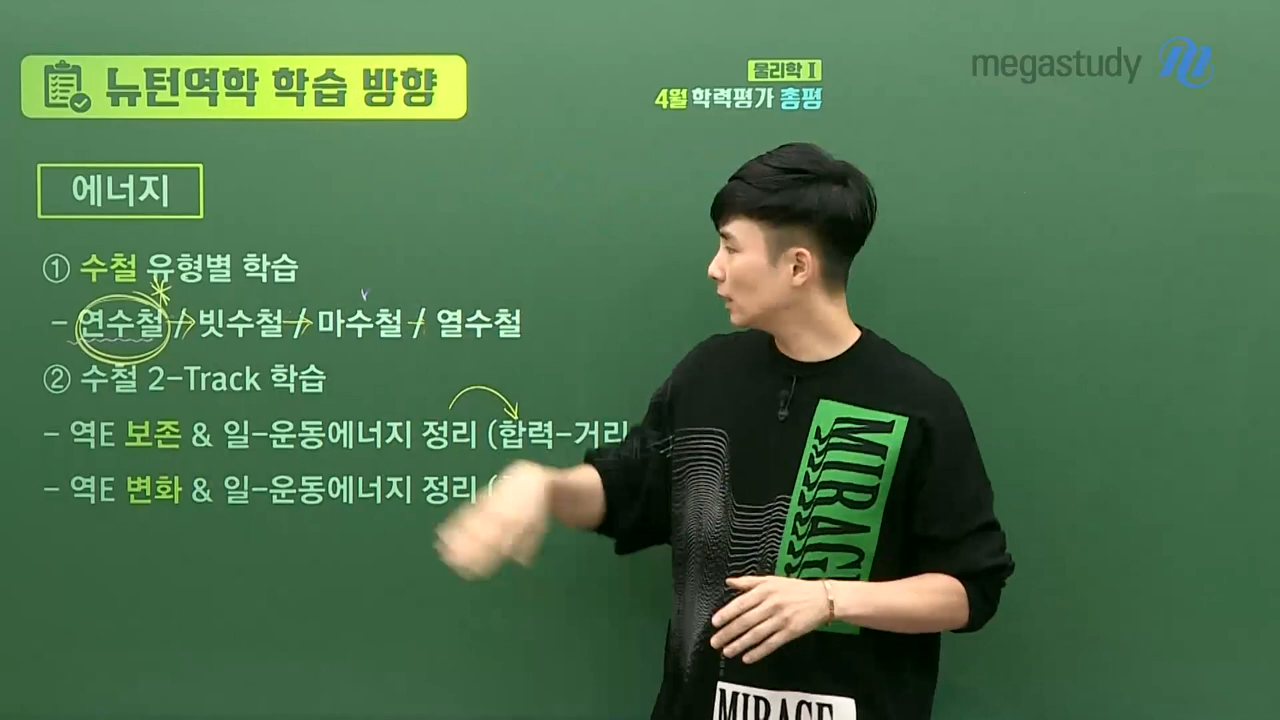 뉴턴역학 학습 방향
물리학 I
4월 학력평가 총평
megastudy
에너지
① 수철 유형별 학습
- 연수철 / 빗수철 / 마수철 / 열수철
② 수철 2-Track 학습
- 역E 보존 & 일-운동에너지 정리 (합력-거리
- 역E 변화 & 일-운동에너지 정리 (
MIRAGE
MIRAGE